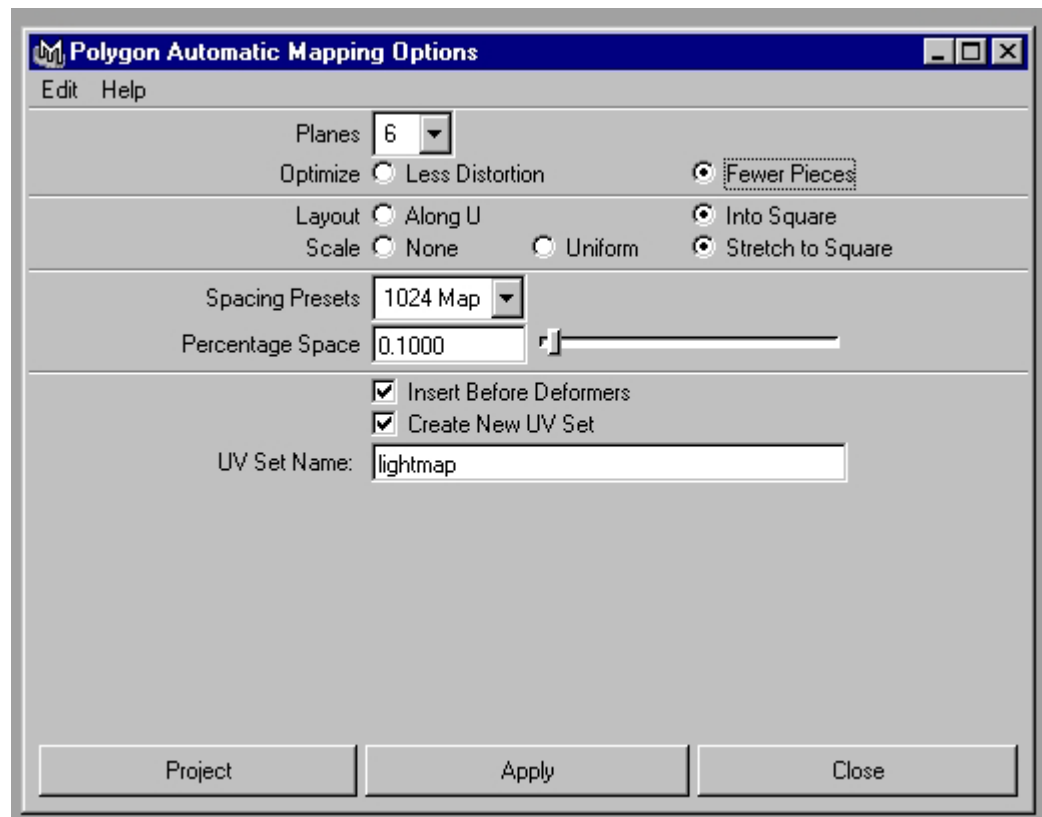 Polygon Automatic Mapping Options
Edit Help
Planes 6
Optimize Less Distortion Fewer Pieces
Layout Along U Into Square
Scale None Uniform Stretch to Square
Spacing Presets 1024 Map
Percentage Space 0.1000
Insert Before Deformers
Create New UV Set
UV Set Name: lightmap
Project Apply Close